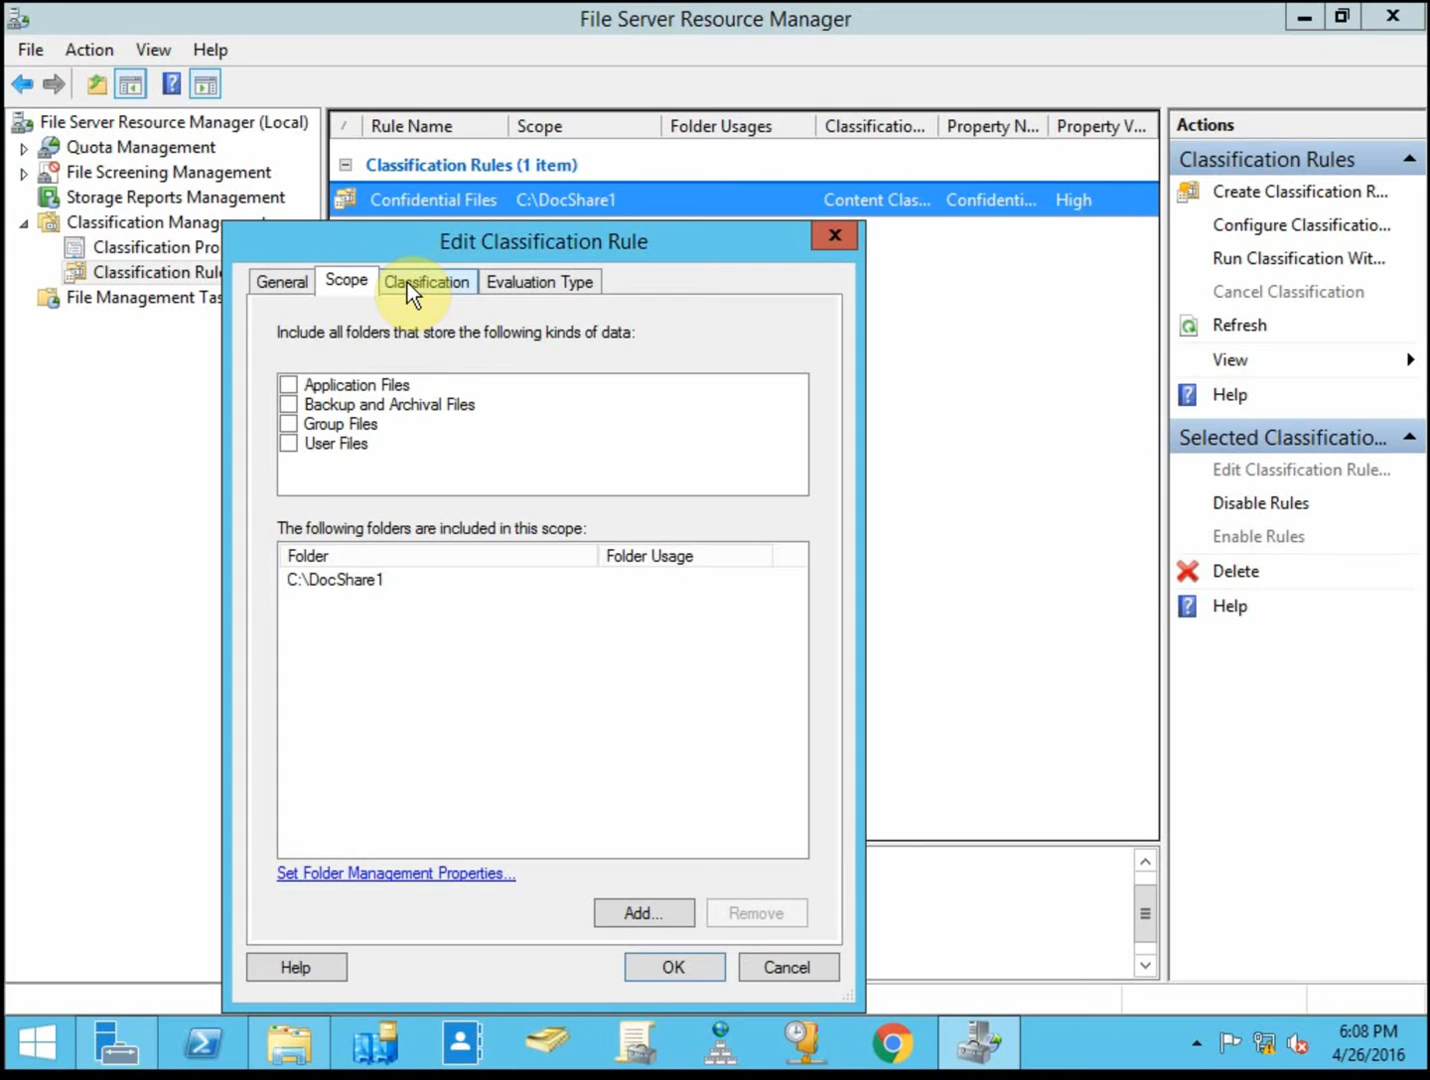 File Server Resource Manager
File Action View Help
File Server Resource Manager (Local)
Quota Management
File Screening Management
Storage Reports Management
Classification Manag
Classification Pro
Classification Rul
File Management Tas
Rule Name Scope Folder Usages Classificatio... Property N... Property V...
Classification Rules (1 item)
Confidential Files C:\DocShare1 Content Clas... Confidenti... High
Edit Classification Rule
General Scope Classification Evaluation Type
Include all folders that store the following kinds of data:
Application Files
Backup and Archival Files
Group Files
User Files
The following folders are included in this scope:
Folder Folder Usage
C:\DocShare1
Set Folder Management Properties...
Add... Remove
Help OK Cancel
Actions
Classification Rules
Create Classification R...
Configure Classificatio...
Run Classification Wit...
Cancel Classification
Refresh
View
Help
Selected Classificatio...
Edit Classification Rule...
Disable Rules
Enable Rules
Delete
Help
6:08 PM
4/26/2016